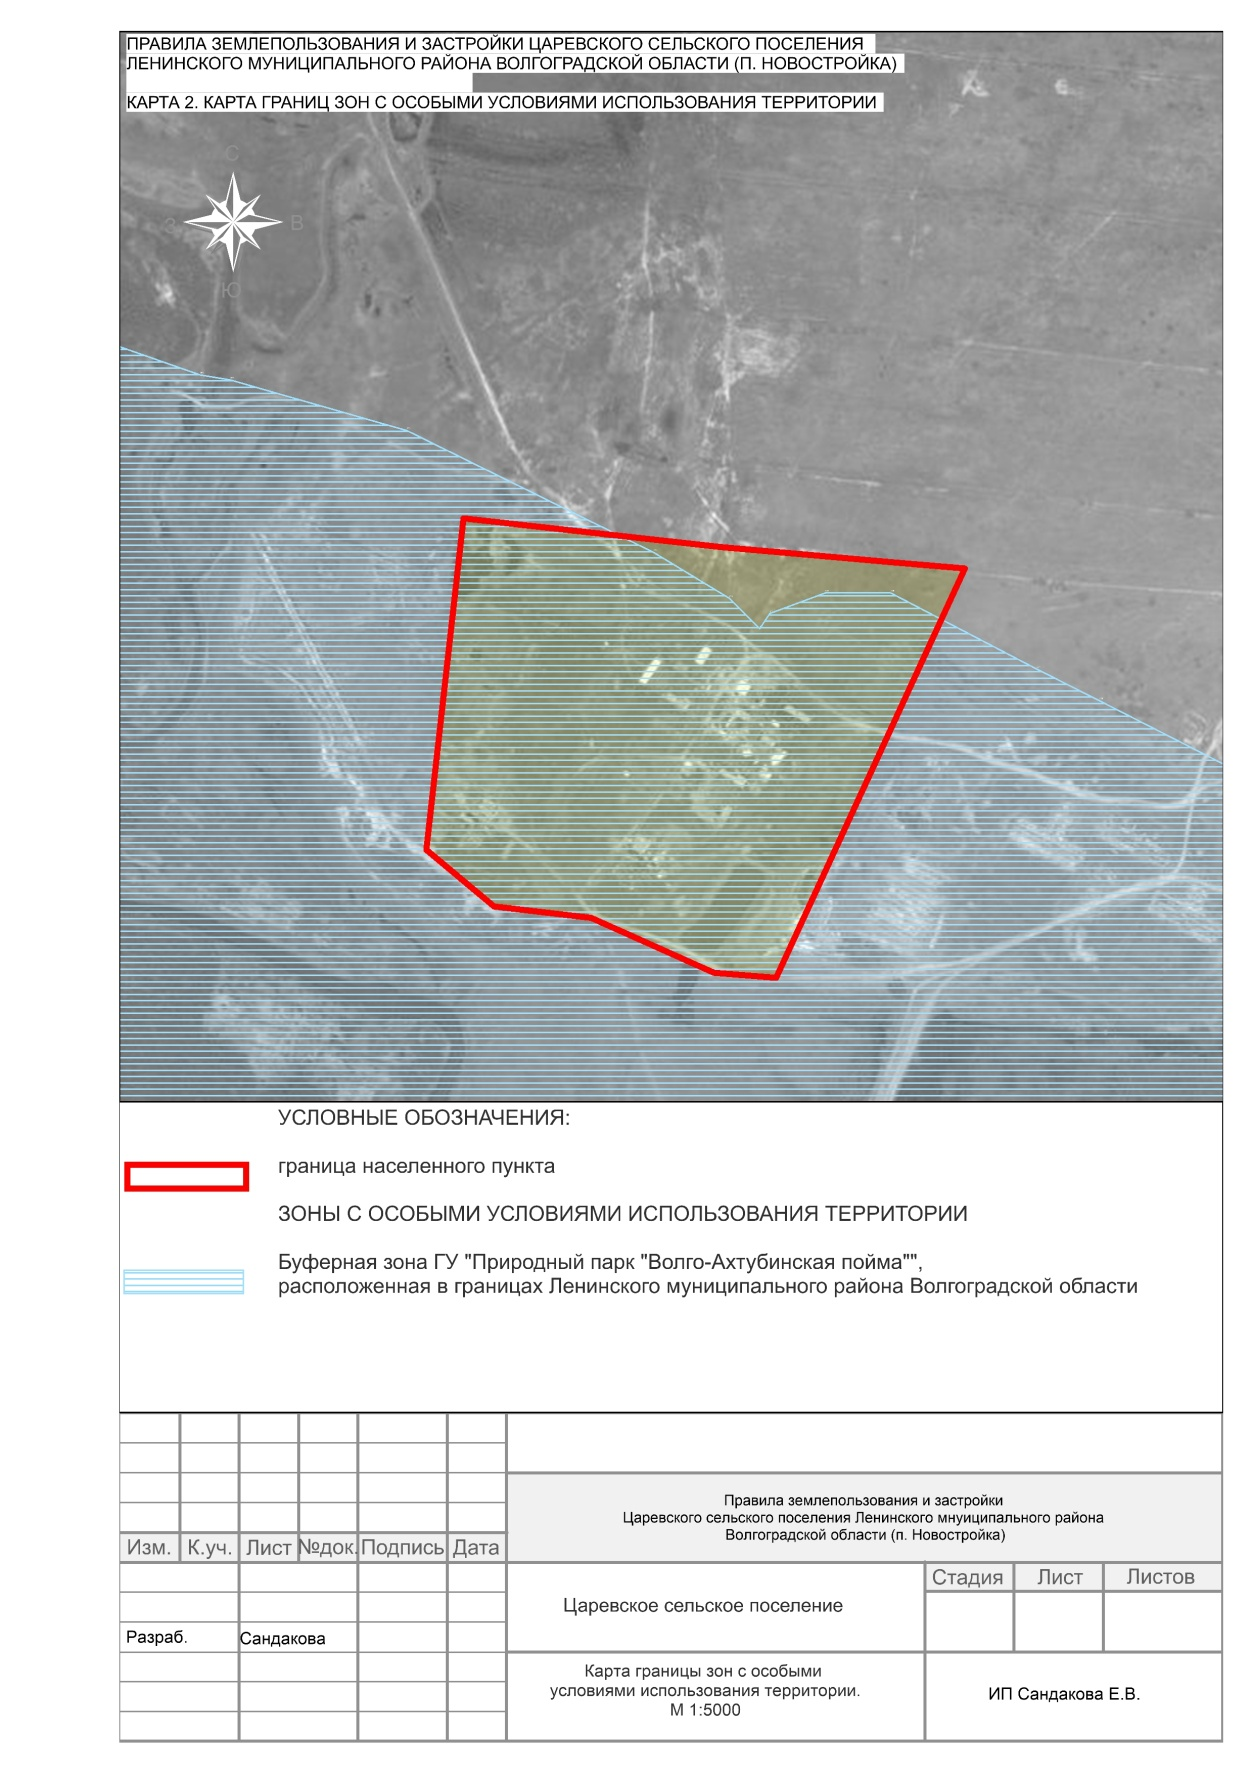 ПРАВИЛА ЗЕМЛЕПОЛЬЗОВАНИЯ И ЗАСТРОЙКИ ЦАРЕВСКОГО СЕЛЬСКОГО ПОСЕЛЕНИЯ
ЛЕНИНСКОГО МУНИЦИПАЛЬНОГО РАЙОНА ВОЛГОГРАДСКОЙ ОБЛАСТИ (П. НОВОСТРОЙКА)
КАРТА 2. КАРТА ГРАНИЦ ЗОН С ОСОБЫМИ УСЛОВИЯМИ ИСПОЛЬЗОВАНИЯ ТЕРРИТОРИИ
С
З В
Ю
УСЛОВНЫЕ ОБОЗНАЧЕНИЯ:
граница населенного пункта
ЗОНЫ С ОСОБЫМИ УСЛОВИЯМИ ИСПОЛЬЗОВАНИЯ ТЕРРИТОРИИ
Буферная зона ГУ "Природный парк "Волго-Ахтубинская пойма"",
расположенная в границах Ленинского муниципального района Волгоградской области
Правила землепользования и застройки
Царевского сельского поселения Ленинского мнуиципального района
Волгоградской области (п. Новостройка)
Изм. К.уч. Лист №док. Подпись Дата
Стадия Лист Листов
Царевское сельское поселение
Разраб. Сандакова
Карта границы зон с особыми
условиями использования территории.
М 1:5000
ИП Сандакова Е.В.